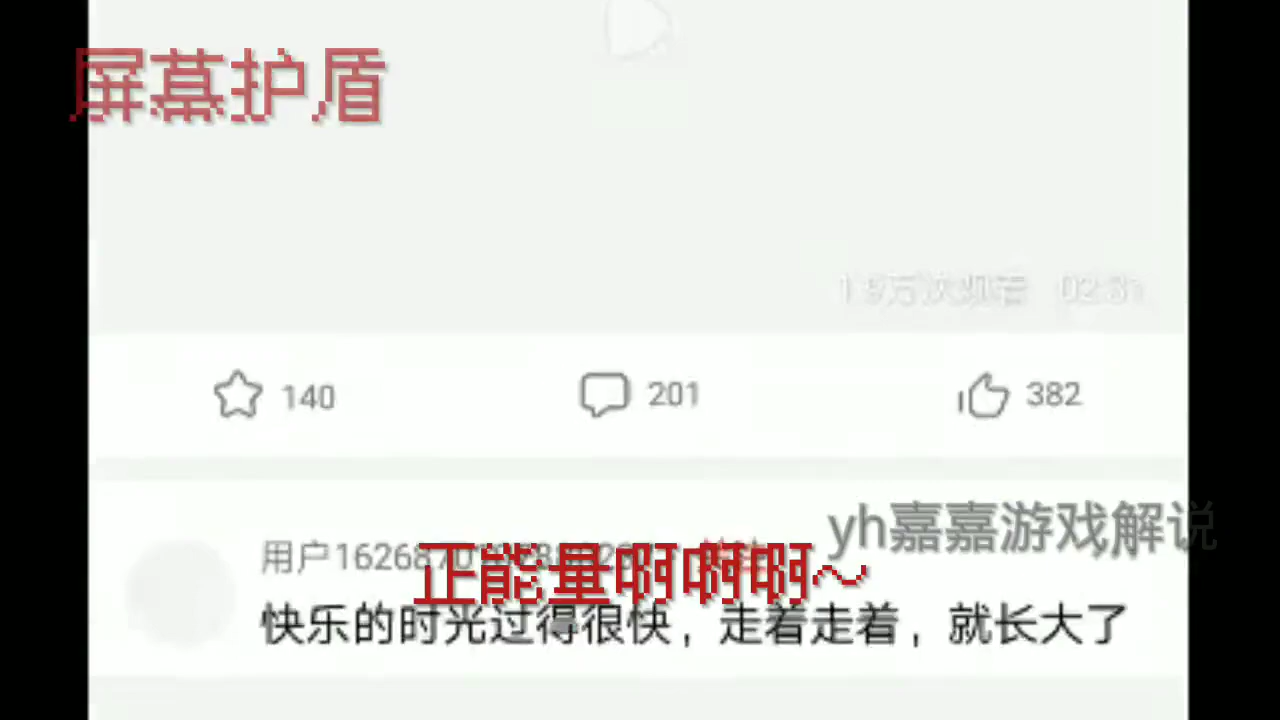 屏幕护盾
140
201
382
yh嘉嘉游戏解说
正能量啊啊啊～
快乐的时光过得很快，走着走着，就长大了